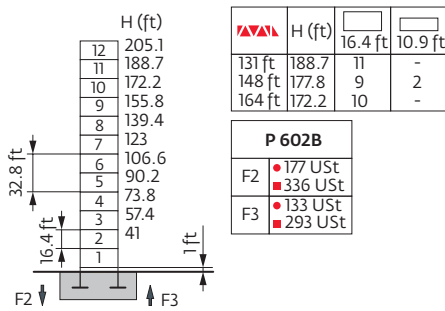 H (ft)
12 205.1
11 188.7
10 172.2
9 155.8
8 139.4
7 123
6 106.6
5 90.2
4 73.8
3 57.4
2 41
1
32.8 ft
16.4 ft
1 ft
F2 F3
H (ft) 16.4 ft 10.9 ft
131 ft 188.7 11 -
148 ft 177.8 9 2
164 ft 172.2 10 -
P 602B
F2 177 USt
336 USt
F3 133 USt
293 USt